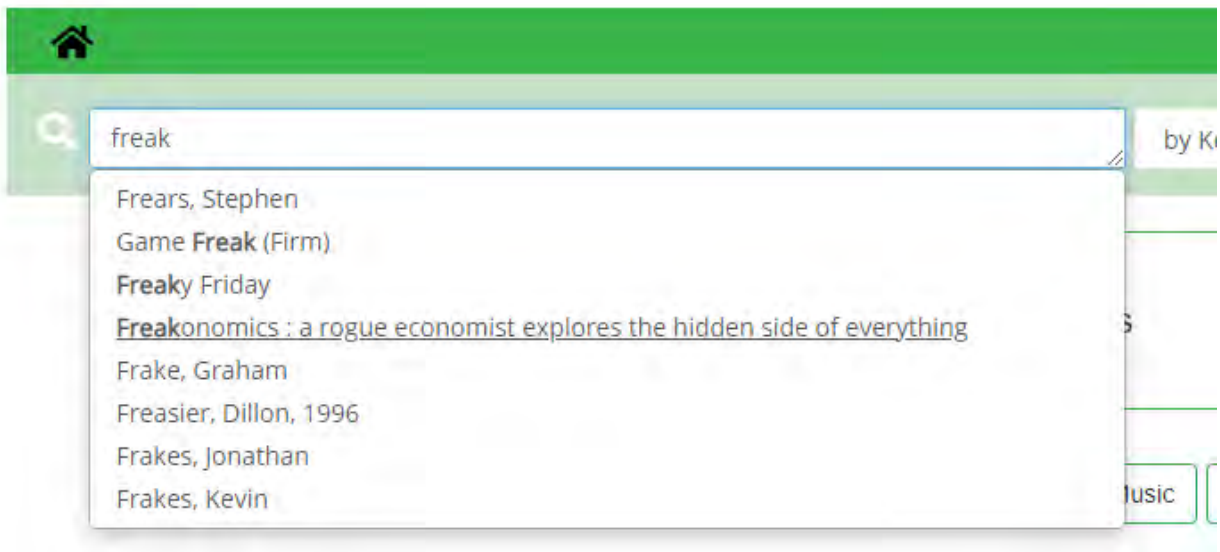 freak
by K
Frears, Stephen
Game Freak (Firm)
Freaky Friday
Freakonomics : a rogue economist explores the hidden side of everything
s
Frake, Graham
Freasier, Dillon, 1996
Frakes, Jonathan
Frakes, Kevin
usic